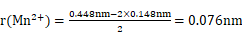 r(Mn²⁺) = (0.448nm−2×0.148nm)/2 = 0.076nm